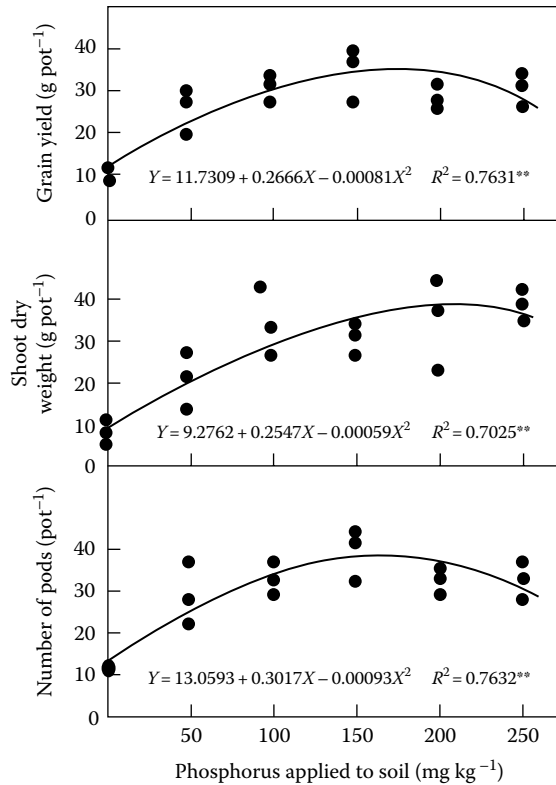 Grain yield (g pot⁻¹)
40
30
20
10
0
Y = 11.7309 + 0.2666X – 0.00081X² R² = 0.7631**
Shoot dry
weight (g pot⁻¹)
40
30
20
10
0
Y = 9.2762 + 0.2547X – 0.00059X² R² = 0.7025**
Number of pods (pot⁻¹)
40
30
20
10
0
Y = 13.0593 + 0.3017X – 0.00093X² R² = 0.7632**
0 50 100 150 200 250
Phosphorus applied to soil (mg kg⁻¹)